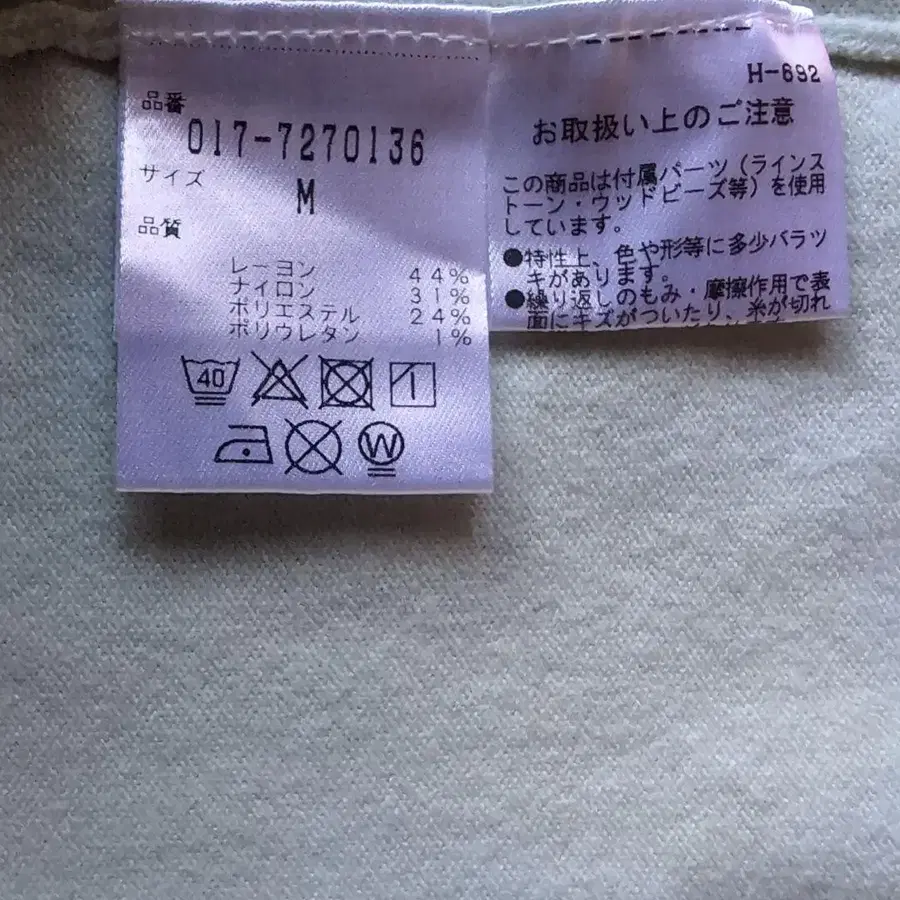 品番
017-7270136
サイズ
M
品質
レーヨン 44%
ナイロン 31%
ポリエステル 24%
ポリウレタン 1%
40
W
H-692
お取扱い上のご注意
この商品は付属パーツ(ラインス
トーン・ウッドビーズ等)を使用
しています。
●特性上、色や形等に多少バラツ
キがあります。
●繰り返しのもみ・摩擦作用で表
面にキズがついたり、糸が切れ